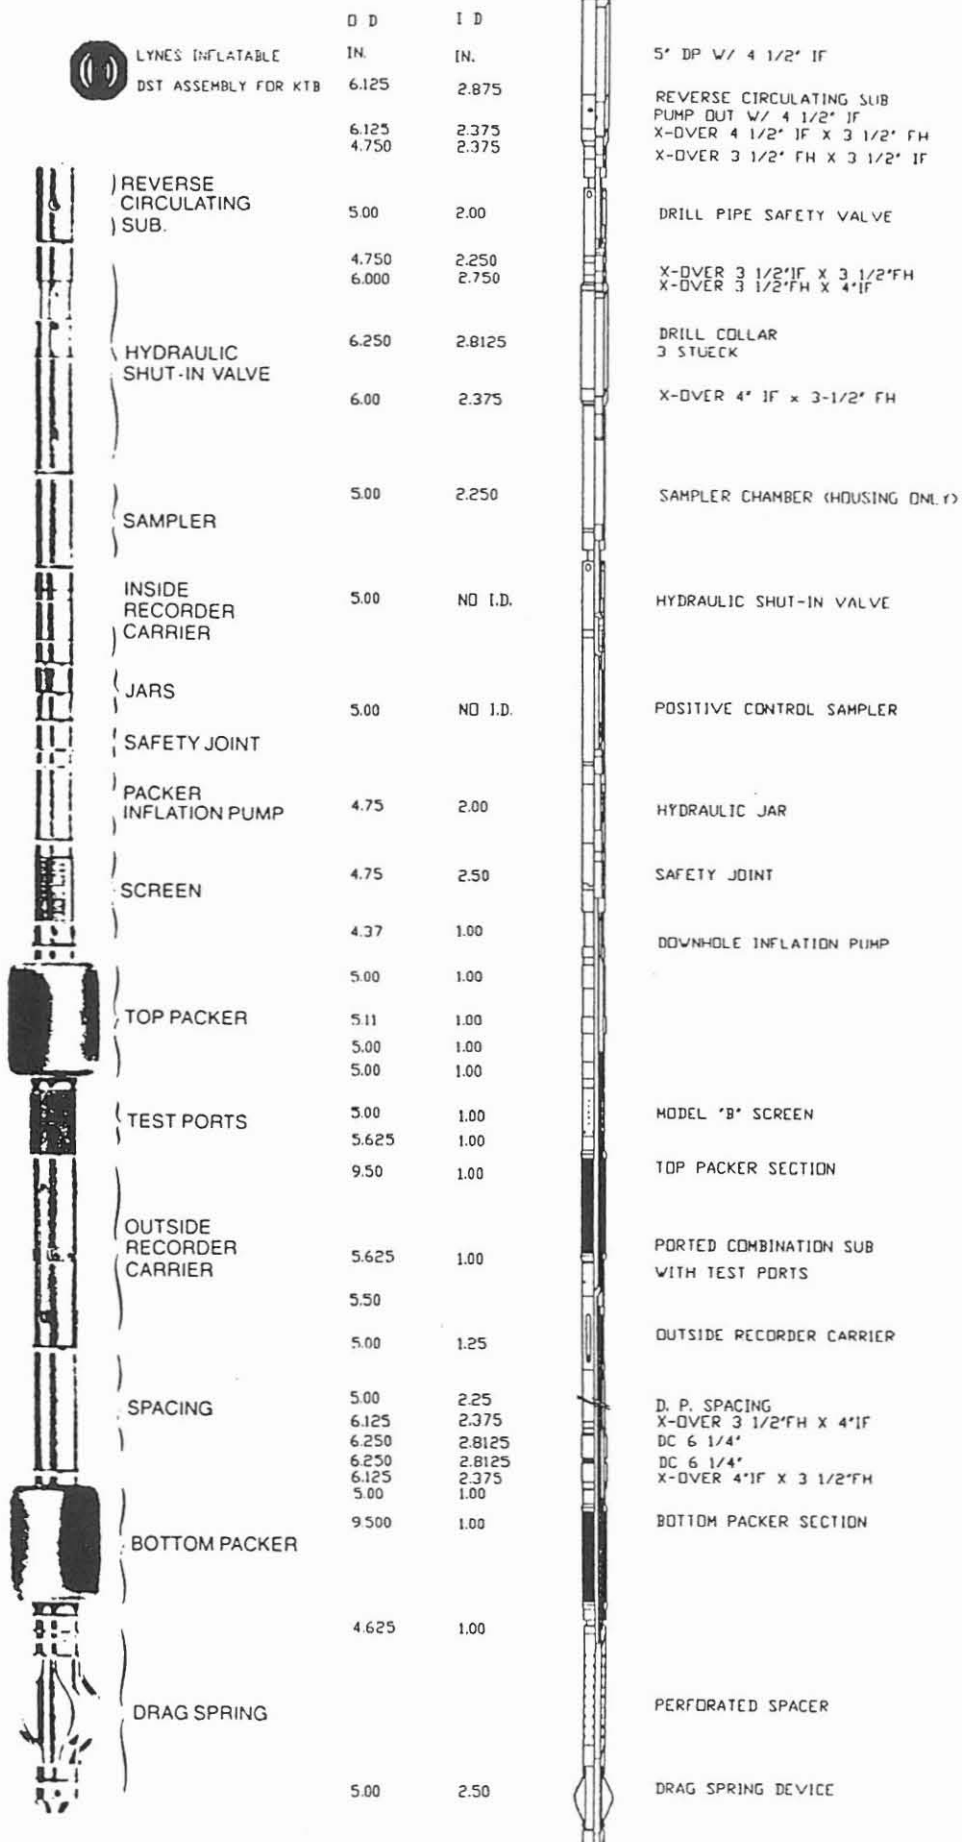 O D I D
LYNES INFLATABLE IN. IN. 5" DP W/ 4 1/2" IF
DST ASSEMBLY FOR KTB 6.125 2.875 REVERSE CIRCULATING SUB
PUMP OUT W/ 4 1/2" IF
6.125 2.375 X-OVER 4 1/2" IF X 3 1/2" FH
4.750 2.375 X-OVER 3 1/2" FH X 3 1/2" IF
REVERSE
CIRCULATING
SUB.
5.00 2.00 DRILL PIPE SAFETY VALVE
4.750 2.250 X-OVER 3 1/2"IF X 3 1/2"FH
6.000 2.750 X-OVER 3 1/2"FH X 4"IF
6.250 2.8125 DRILL COLLAR
3 STUECK
HYDRAULIC
SHUT-IN VALVE
6.00 2.375 X-OVER 4" IF x 3-1/2" FH
5.00 2.250 SAMPLER CHAMBER (HOUSING ONLY)
SAMPLER
INSIDE
RECORDER
CARRIER
5.00 NO I.D. HYDRAULIC SHUT-IN VALVE
JARS
5.00 NO I.D. POSITIVE CONTROL SAMPLER
SAFETY JOINT
PACKER
INFLATION PUMP
4.75 2.00 HYDRAULIC JAR
4.75 2.50 SAFETY JOINT
SCREEN
4.37 1.00 DOWNHOLE INFLATION PUMP
5.00 1.00
TOP PACKER 5.11 1.00
5.00 1.00
5.00 1.00
TEST PORTS 5.00 1.00 MODEL "B" SCREEN
5.625 1.00
9.50 1.00 TOP PACKER SECTION
OUTSIDE
RECORDER
CARRIER
5.625 1.00 PORTED COMBINATION SUB
WITH TEST PORTS
5.50
5.00 1.25 OUTSIDE RECORDER CARRIER
SPACING 5.00 2.25 D. P. SPACING
6.125 2.375 X-OVER 3 1/2"FH X 4"IF
6.250 2.8125 DC 6 1/4"
6.250 2.8125 DC 6 1/4"
6.125 2.375 X-OVER 4"IF X 3 1/2"FH
5.00 1.00
9.500 1.00 BOTTOM PACKER SECTION
BOTTOM PACKER
4.625 1.00
DRAG SPRING PERFORATED SPACER
5.00 2.50 DRAG SPRING DEVICE